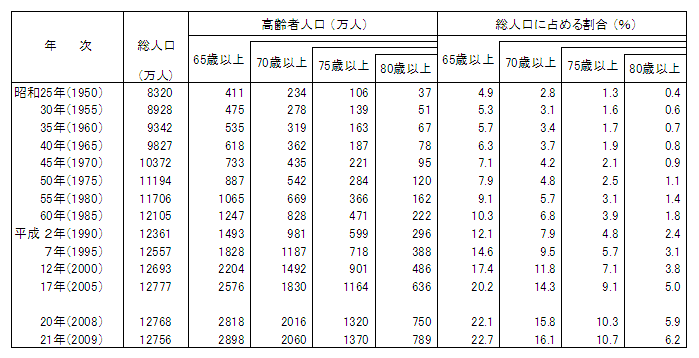 年　次 総人口 (万人) 高齢者人口 (万人) 総人口に占める割合 (%)
65歳以上 70歳以上 75歳以上 80歳以上 65歳以上 70歳以上 75歳以上 80歳以上
昭和25年(1950) 8320 411 234 106 37 4.9 2.8 1.3 0.4
30年(1955) 8928 475 278 139 51 5.3 3.1 1.6 0.6
35年(1960) 9342 535 319 163 67 5.7 3.4 1.7 0.7
40年(1965) 9827 618 362 187 78 6.3 3.7 1.9 0.8
45年(1970) 10372 733 435 221 95 7.1 4.2 2.1 0.9
50年(1975) 11194 887 542 284 120 7.9 4.8 2.5 1.1
55年(1980) 11706 1065 669 366 162 9.1 5.7 3.1 1.4
60年(1985) 12105 1247 828 471 222 10.3 6.8 3.9 1.8
平成 2年(1990) 12361 1493 981 599 296 12.1 7.9 4.8 2.4
7年(1995) 12557 1828 1187 718 388 14.6 9.5 5.7 3.1
12年(2000) 12693 2204 1492 901 486 17.4 11.8 7.1 3.8
17年(2005) 12777 2576 1830 1164 636 20.2 14.3 9.1 5.0
20年(2008) 12768 2818 2016 1320 750 22.1 15.8 10.3 5.9
21年(2009) 12756 2898 2060 1370 789 22.7 16.1 10.7 6.2